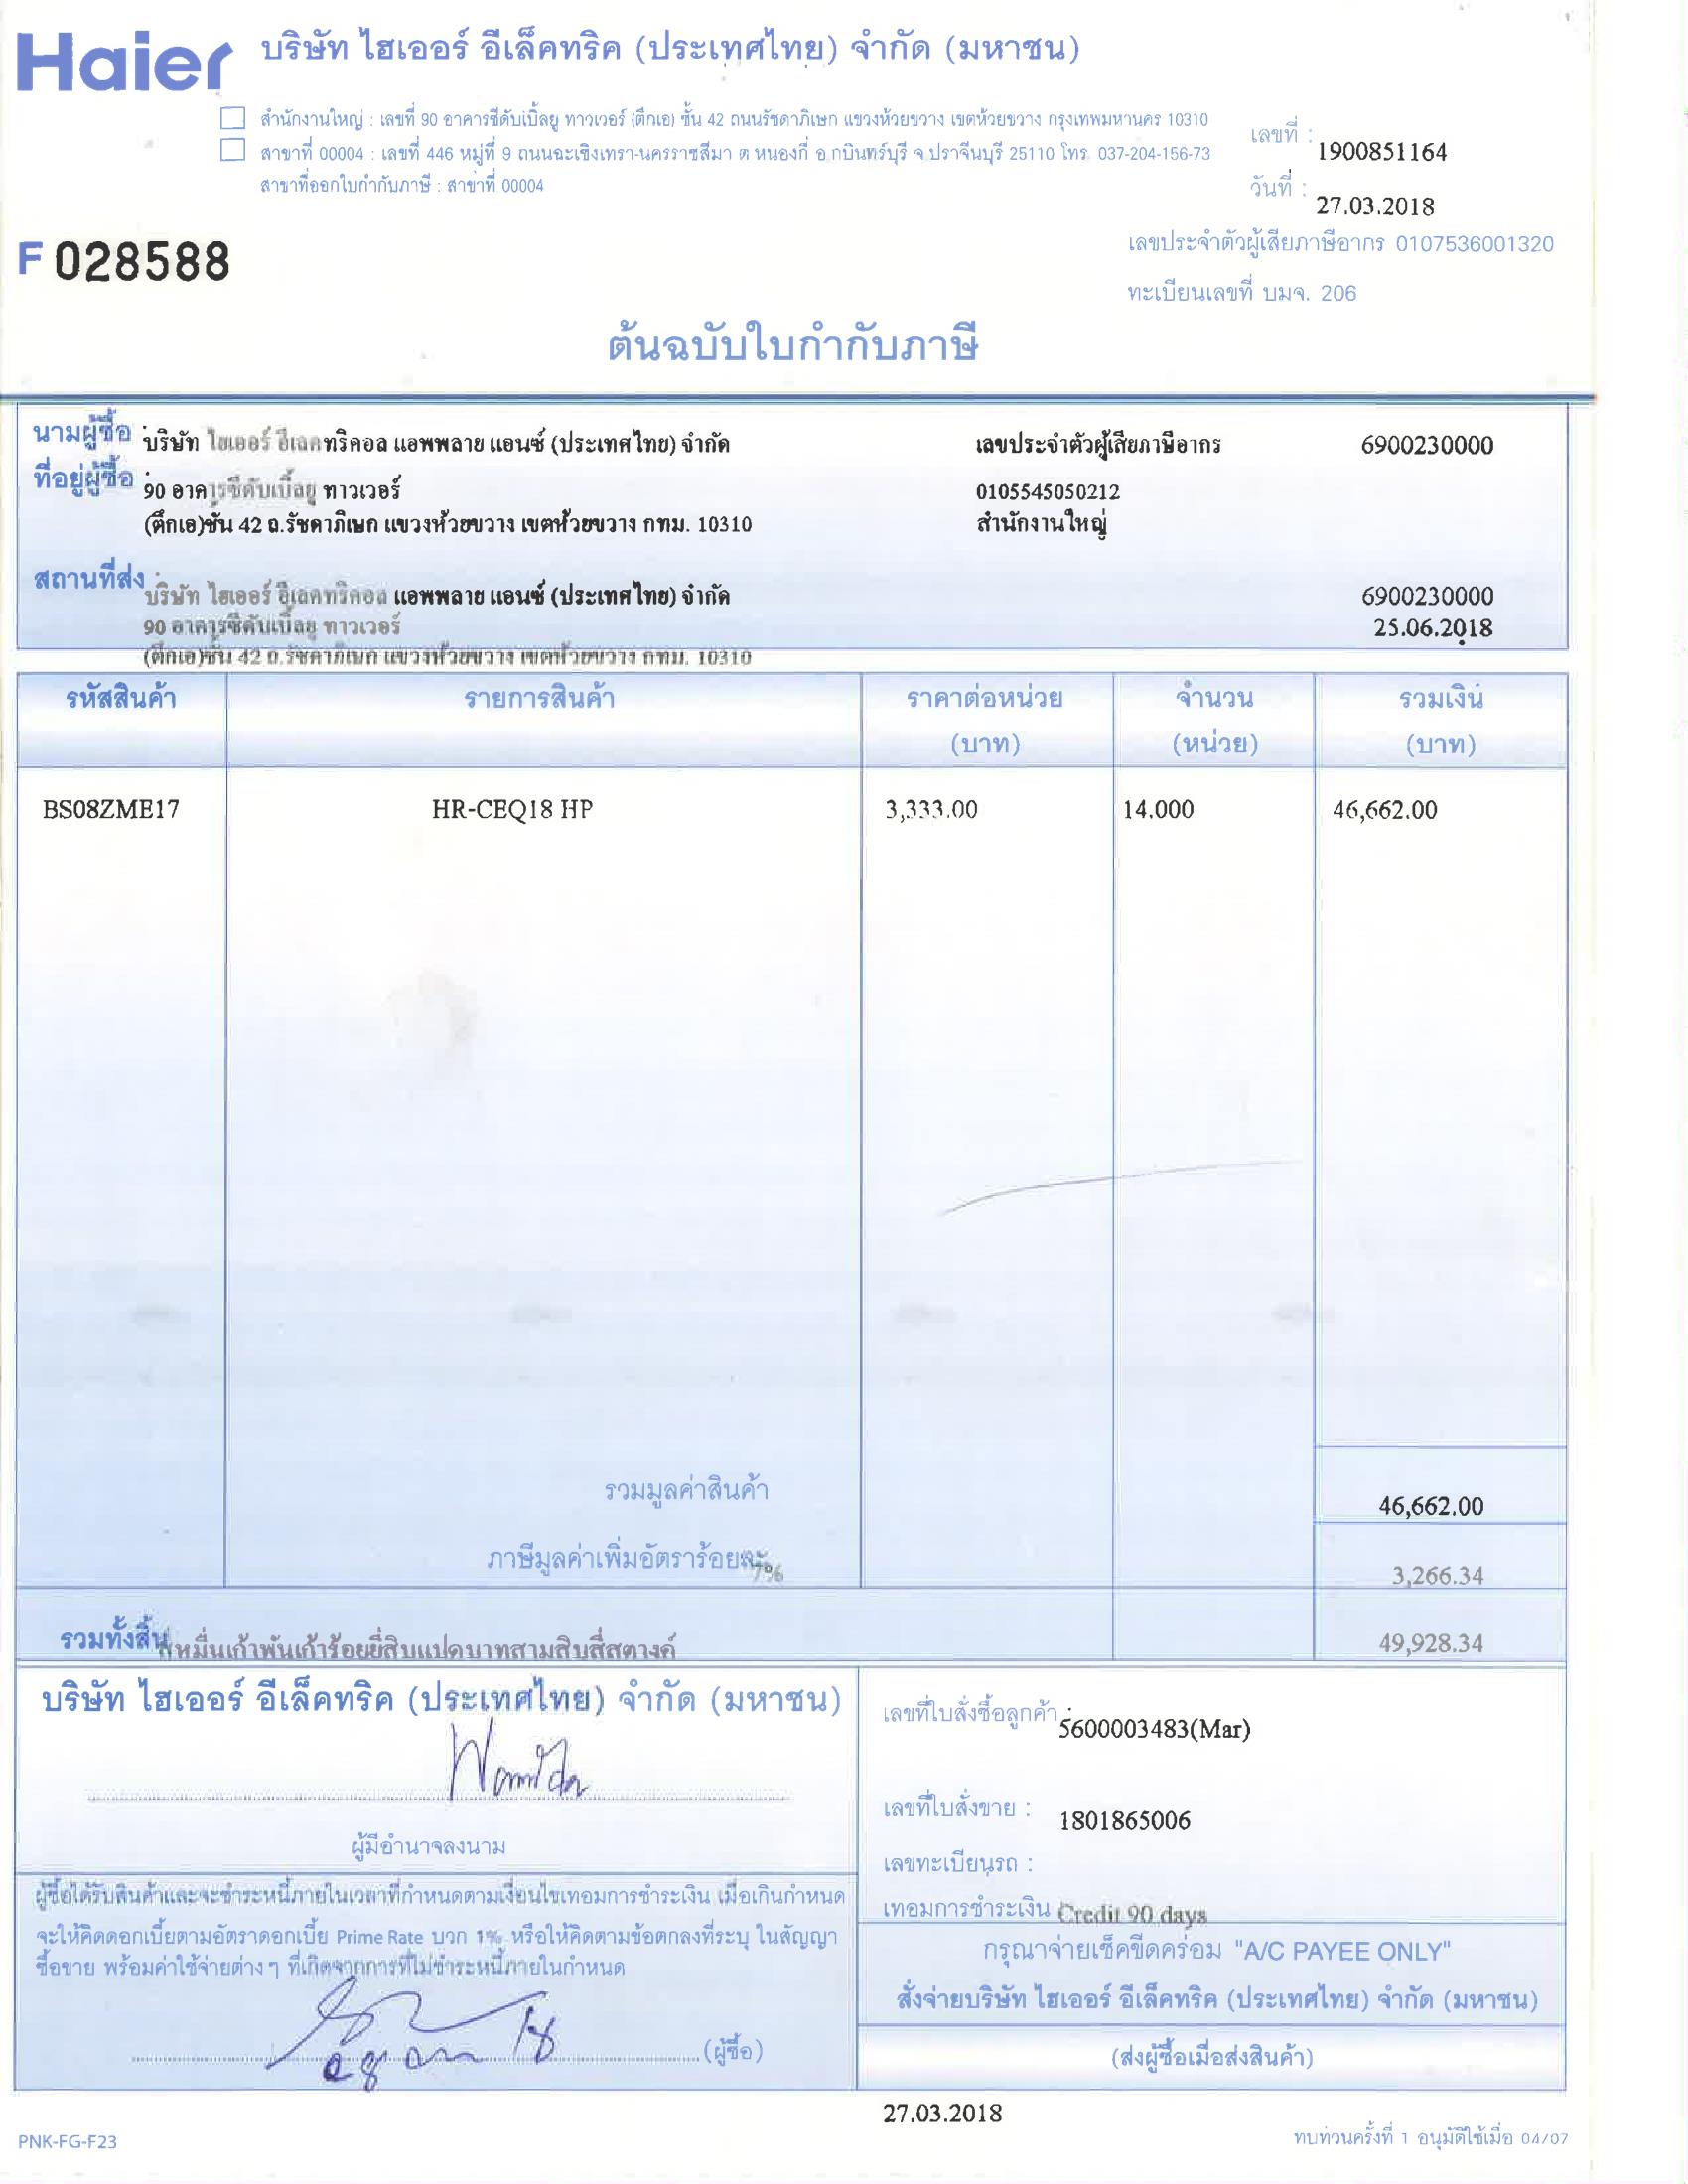 Haier บริษัท ไฮเออร์ อีเล็คทริค (ประเทศไทย) จำกัด (มหาชน)
สำนักงานใหญ่ : เลขที่ 90 อาคารซีดับเบิ้ลยู ทาวเวอร์ (ตึกเอ) ชั้น 42 ถนนรัชดาภิเษก แขวงห้วยขวาง เขตห้วยขวาง กรุงเทพมหานคร 10310
สาขาที่ 00004 : เลขที่ 446 หมู่ที่ 9 ถนนฉะเชิงเทรา-นครราชสีมา ต หนองกี่ อ.กบินทร์บุรี จ.ปราจีนบุรี 25110 โทร. 037-204-156-73
สาขาที่ออกใบกำกับภาษี : สาขาที่ 00004
เลขที่ : 1900851164
วันที่ : 27.03.2018
เลขประจำตัวผู้เสียภาษีอากร 0107536001320
ทะเบียนเลขที่ บมจ. 206
F 028588
ต้นฉบับใบกำกับภาษี
นามผู้ซื้อ : บริษัท ไฮเออร์ อีเลคทริคอล แอพพลาย แอนซ์ (ประเทศไทย) จำกัด เลขประจำตัวผู้เสียภาษีอากร 6900230000
ที่อยู่ผู้ซื้อ : 90 อาคารซีดับเบิ้ลยู ทาวเวอร์ 0105545050212
(ตึกเอ)ชั้น 42 ถ.รัชดาภิเษก แขวงห้วยขวาง เขตห้วยขวาง กทม. 10310 สำนักงานใหญ่
สถานที่ส่ง : บริษัท ไฮเออร์ อีเลคทริคอล แอพพลาย แอนซ์ (ประเทศไทย) จำกัด 6900230000
90 อาคารซีดับเบิ้ลยู ทาวเวอร์ 25.06.2018
(ตึกเอ)ชั้น 42 ถ.รัชดาภิเษก แขวงห้วยขวาง เขตห้วยขวาง กทม. 10310
รหัสสินค้า รายการสินค้า ราคาต่อหน่วย จำนวน รวมเงิน
(บาท) (หน่วย) (บาท)
BS08ZME17 HR-CEQ18 HP 3,333.00 14.000 46,662.00
รวมมูลค่าสินค้า 46,662.00
ภาษีมูลค่าเพิ่มอัตราร้อยละ 7% 3,266.34
รวมทั้งสิ้น สี่หมื่นเก้าพันเก้าร้อยยี่สิบแปดบาทสามสิบสี่สตางค์ 49,928.34
บริษัท ไฮเออร์ อีเล็คทริค (ประเทศไทย) จำกัด (มหาชน)
ผู้มีอำนาจลงนาม
ผู้ซื้อได้รับสินค้าและจะชำระหนี้ภายในเวลาที่กำหนดตามเงื่อนไขเทอมการชำระเงิน เมื่อเกินกำหนด
จะให้คิดดอกเบี้ยตามอัตราดอกเบี้ย Prime Rate บวก 1% หรือให้คิดตามข้อตกลงที่ระบุ ในสัญญา
ซื้อขาย พร้อมค่าใช้จ่ายต่างๆ ที่เกิดจากการที่ไม่ชำระหนี้ภายในกำหนด
(ผู้ซื้อ)
เลขที่ใบสั่งซื้อลูกค้า : 5600003483(Mar)
เลขที่ใบสั่งขาย : 1801865006
เลขทะเบียนรถ :
เทอมการชำระเงิน Credit 90 days
กรุณาจ่ายเช็คขีดคร่อม "A/C PAYEE ONLY"
สั่งจ่ายบริษัท ไฮเออร์ อีเล็คทริค (ประเทศไทย) จำกัด (มหาชน)
(ส่งผู้ซื้อเมื่อส่งสินค้า)
27.03.2018
PNK-FG-F23 ทบทวนครั้งที่ 1 อนุมัติใช้เมื่อ 04/07